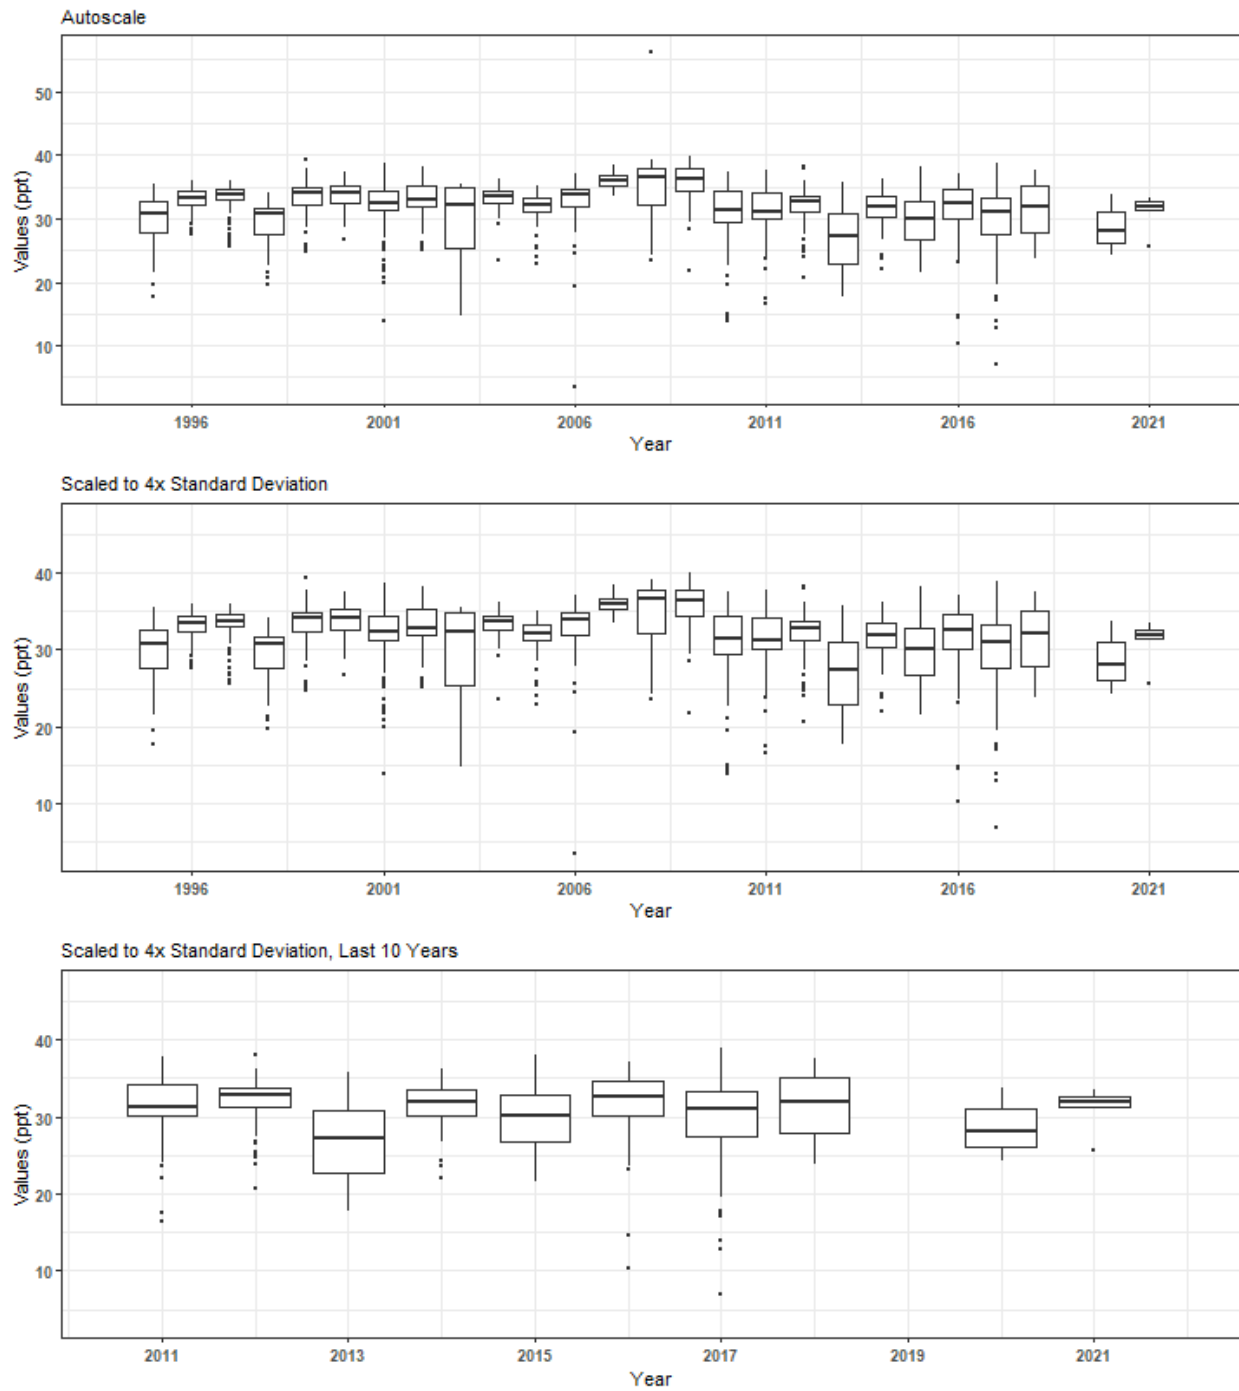 Autoscale
50
40
30
20
10
Values (ppt)
1996 2001 2006 2011 2016 2021
Year
Scaled to 4x Standard Deviation
40
30
20
10
Values (ppt)
1996 2001 2006 2011 2016 2021
Year
Scaled to 4x Standard Deviation, Last 10 Years
40
30
20
10
Values (ppt)
2011 2013 2015 2017 2019 2021
Year